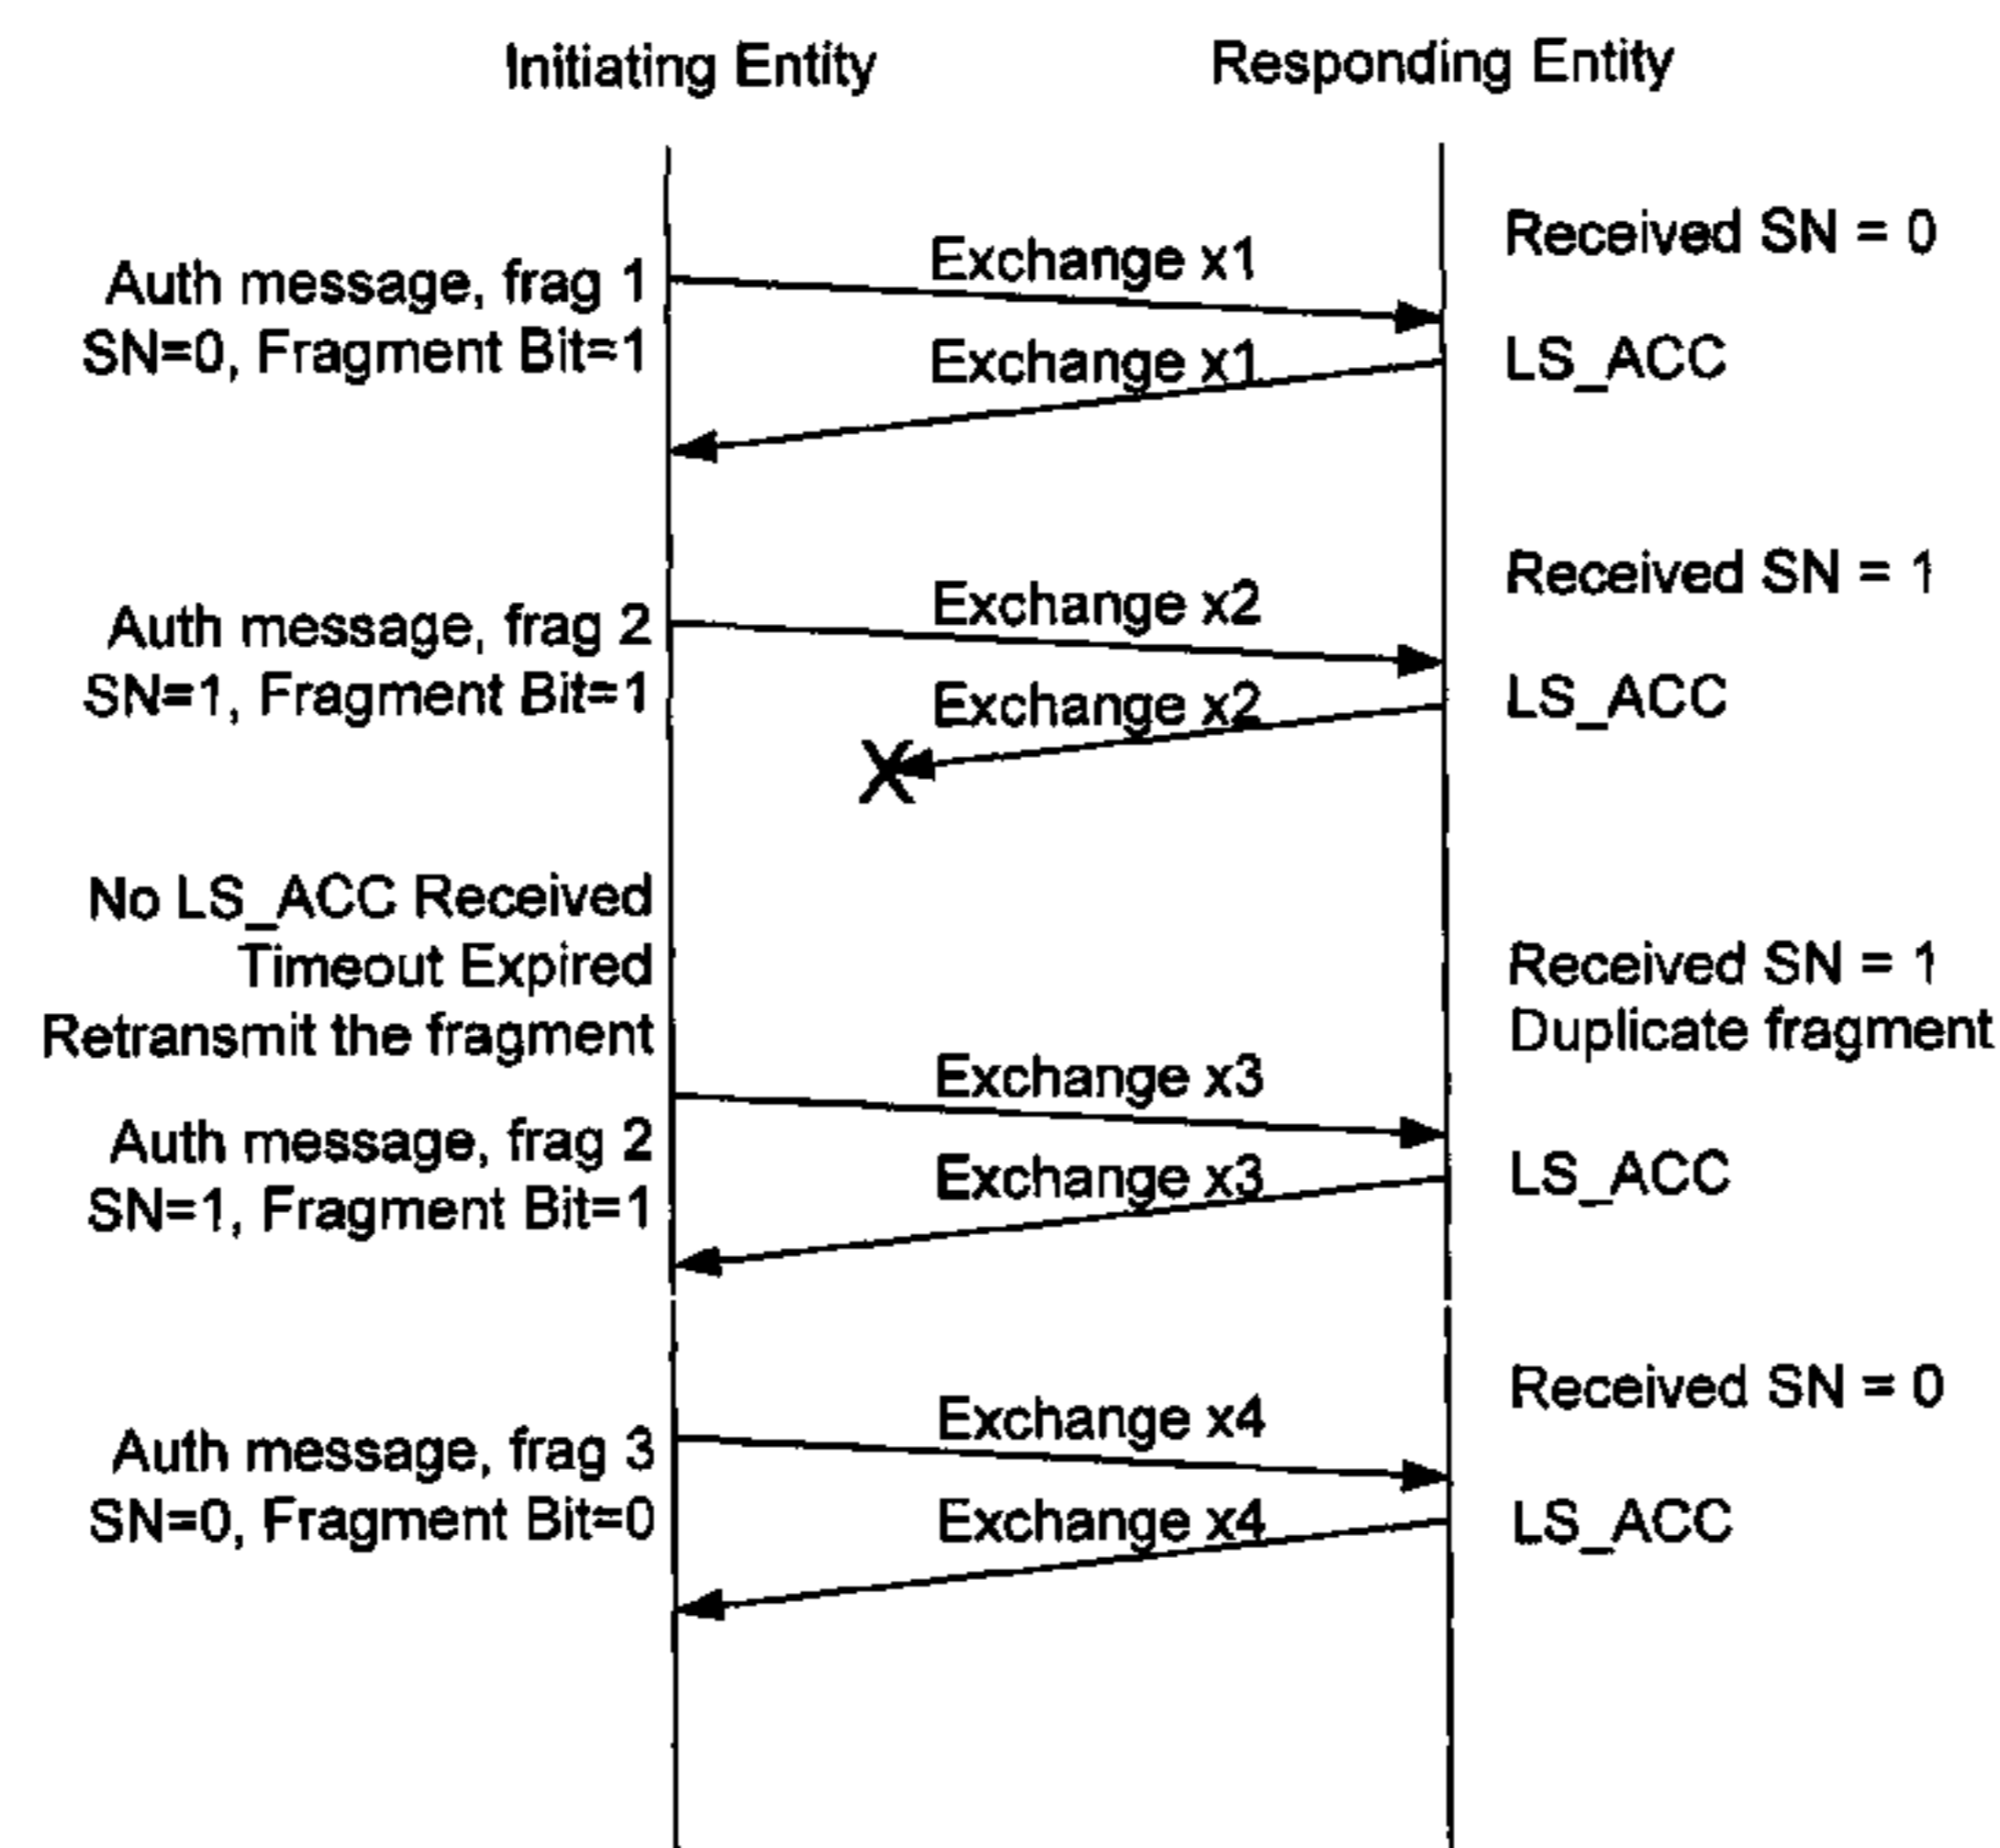 Initiating Entity
Responding Entity
Received SN = 0
Exchange x1
Auth message, frag 1
SN=0, Fragment Bit=1
Exchange x1
LS_ACC
Received SN = 1
Exchange x2
Auth message, frag 2
SN=1, Fragment Bit=1
Exchange x2
LS_ACC
X
No LS_ACC Received
Timeout Expired
Retransmit the fragment
Received SN = 1
Duplicate fragment
Exchange x3
Auth message, frag 2
SN=1, Fragment Bit=1
Exchange x3
LS_ACC
Received SN = 0
Exchange x4
Auth message, frag 3
SN=0, Fragment Bit=0
Exchange x4
LS_ACC